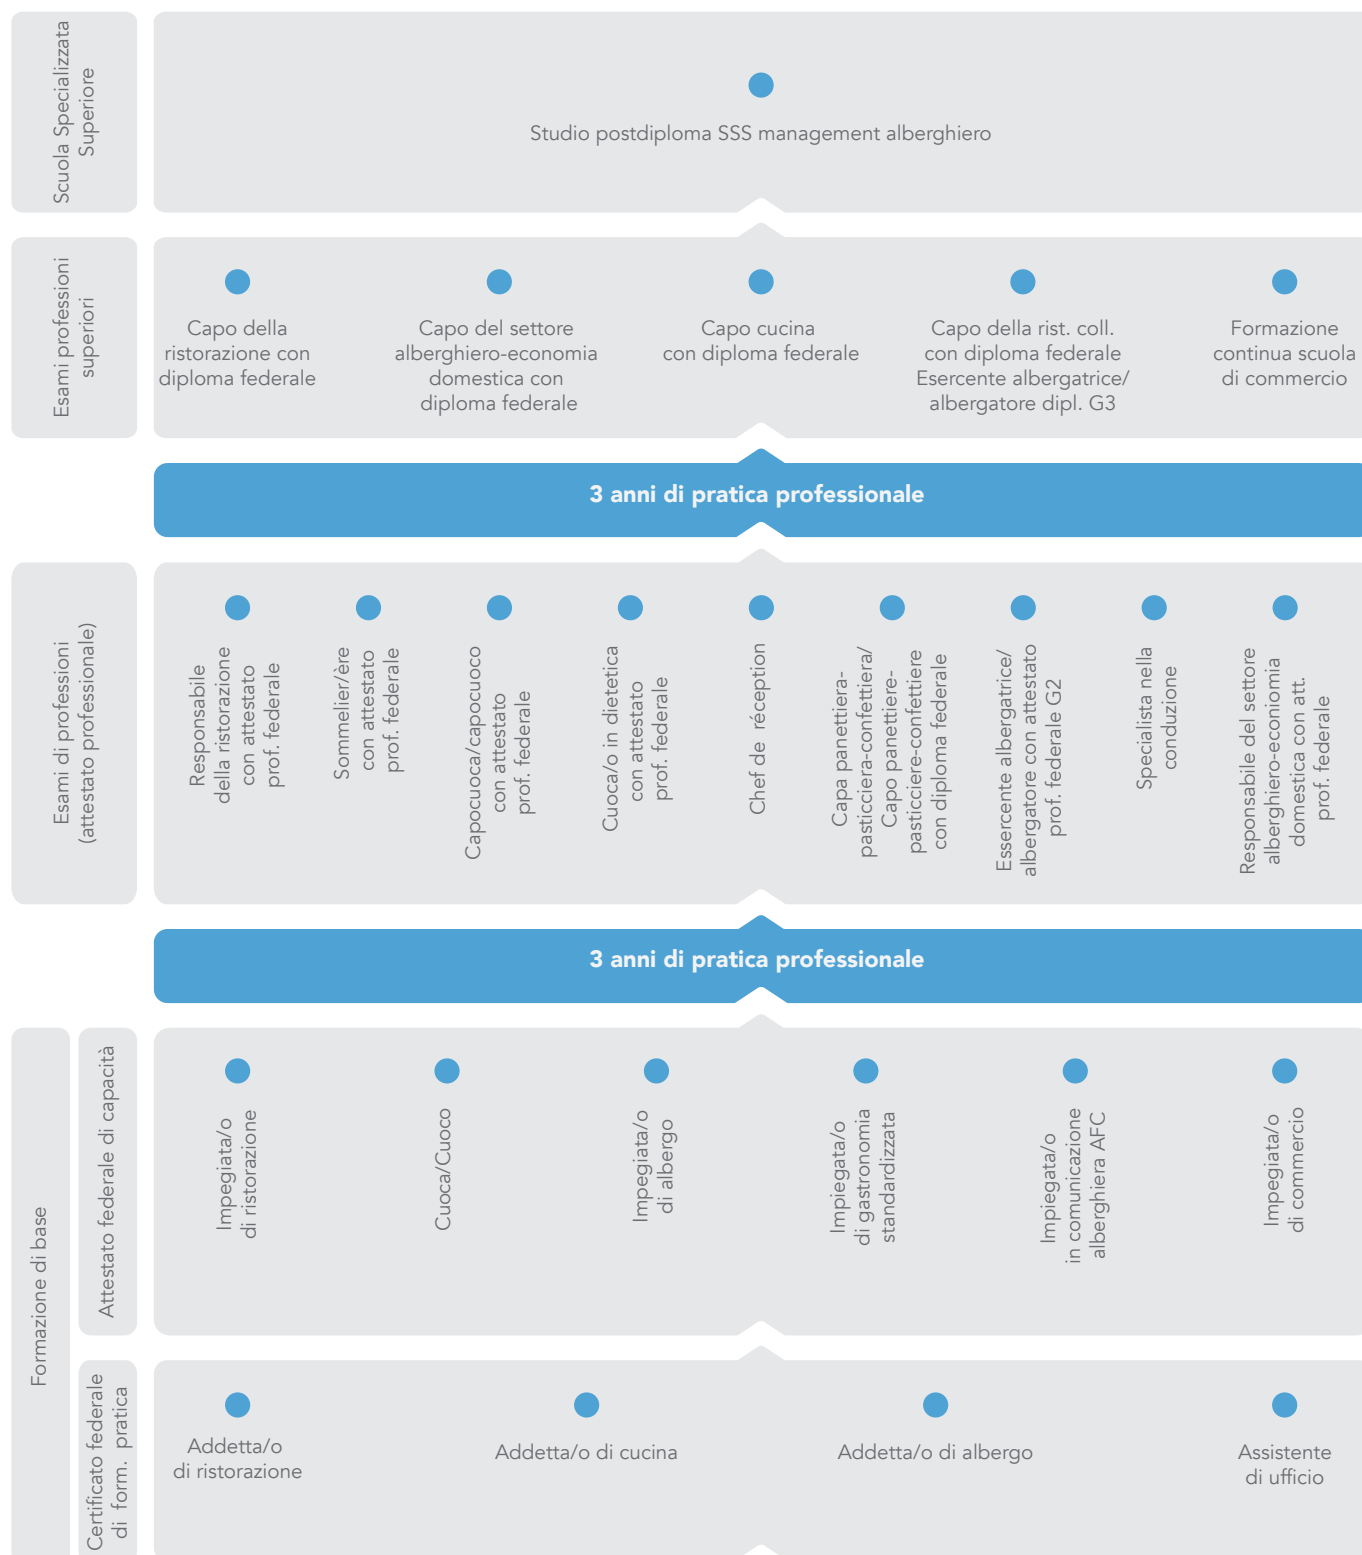 Scuola Specializzata
Superiore
Studio postdiploma SSS management alberghiero
Esami professioni
superiori
Capo della
ristorazione con
diploma federale
Capo del settore
alberghiero-economia
domestica con
diploma federale
Capo cucina
con diploma federale
Capo della rist. coll.
con diploma federale
Esercente albergatrice/
albergatore dipl. G3
Formazione
continua scuola
di commercio
3 anni di pratica professionale
Esami di professioni
(attestato professionale)
Responsabile
della ristorazione
con attestato
prof. federale
Sommelier/ère
con attestato
prof. federale
Capocuoca/capocuoco
con attestato
prof. federale
Cuoca/o in dietetica
con attestato
prof. federale
Chef de réception
Capa panettiera-
pasticciera-confettiera/
Capo panettiere-
pasticciere-confettiere
con diploma federale
Essercente albergatrice/
albergatore con attestato
prof. federale G2
Specialista nella
conduzione
Responsabile del settore
alberghiero-econiomia
domestica con att.
prof. federale
3 anni di pratica professionale
Formazione di base
Attestato federale di capacità
Impegiata/o
di ristorazione
Cuoca/Cuoco
Impegiata/o
di albergo
Impiegata/o
di gastronomia
standardizzata
Impiegata/o
in comunicazione
alberghiera AFC
Impegiata/o
di commercio
Certificato federale
di form. pratica
Addetta/o
di ristorazione
Addetta/o di cucina
Addetta/o di albergo
Assistente
di ufficio